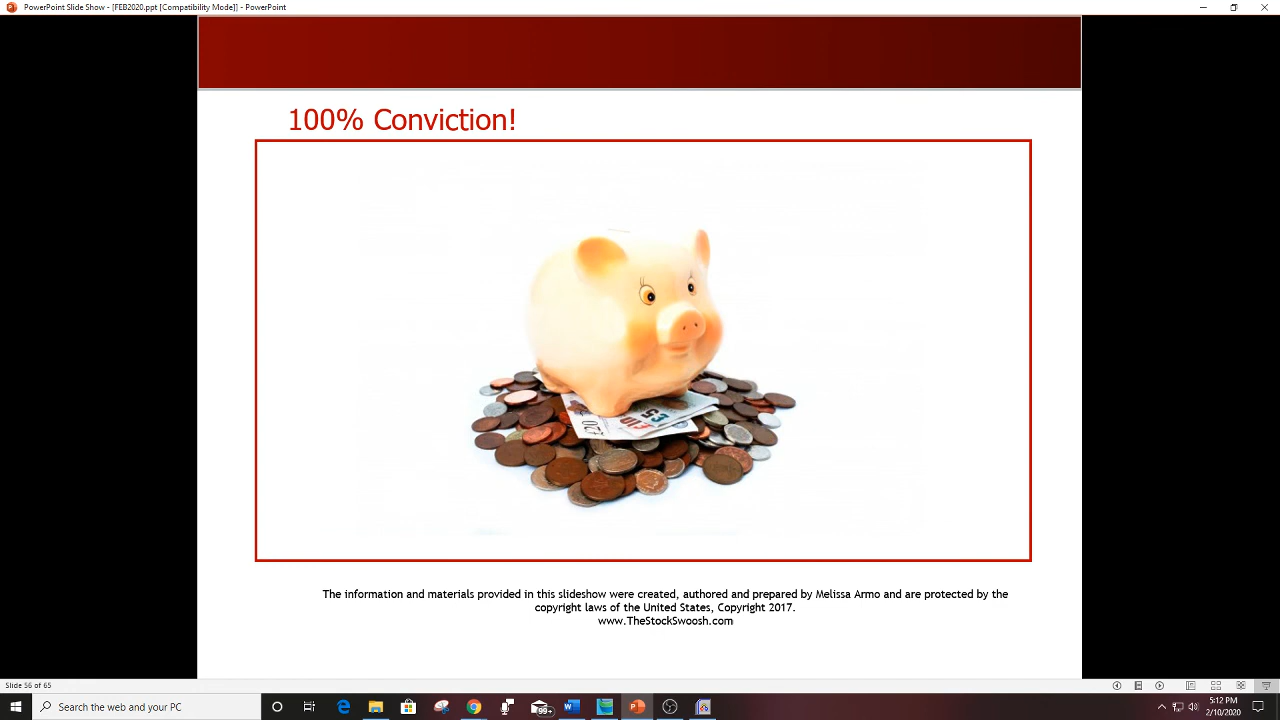 PowerPoint Slide Show - [FEB2020.ppt [Compatibility Mode]] - PowerPoint
100% Conviction!
The information and materials provided in this slideshow were created, authored and prepared by Melissa Armo and are protected by the
copyright laws of the United States, Copyright 2017.
www.TheStockSwoosh.com
Slide 56 of 65
Search the web and your PC
99+
5:12 PM
2/10/2020